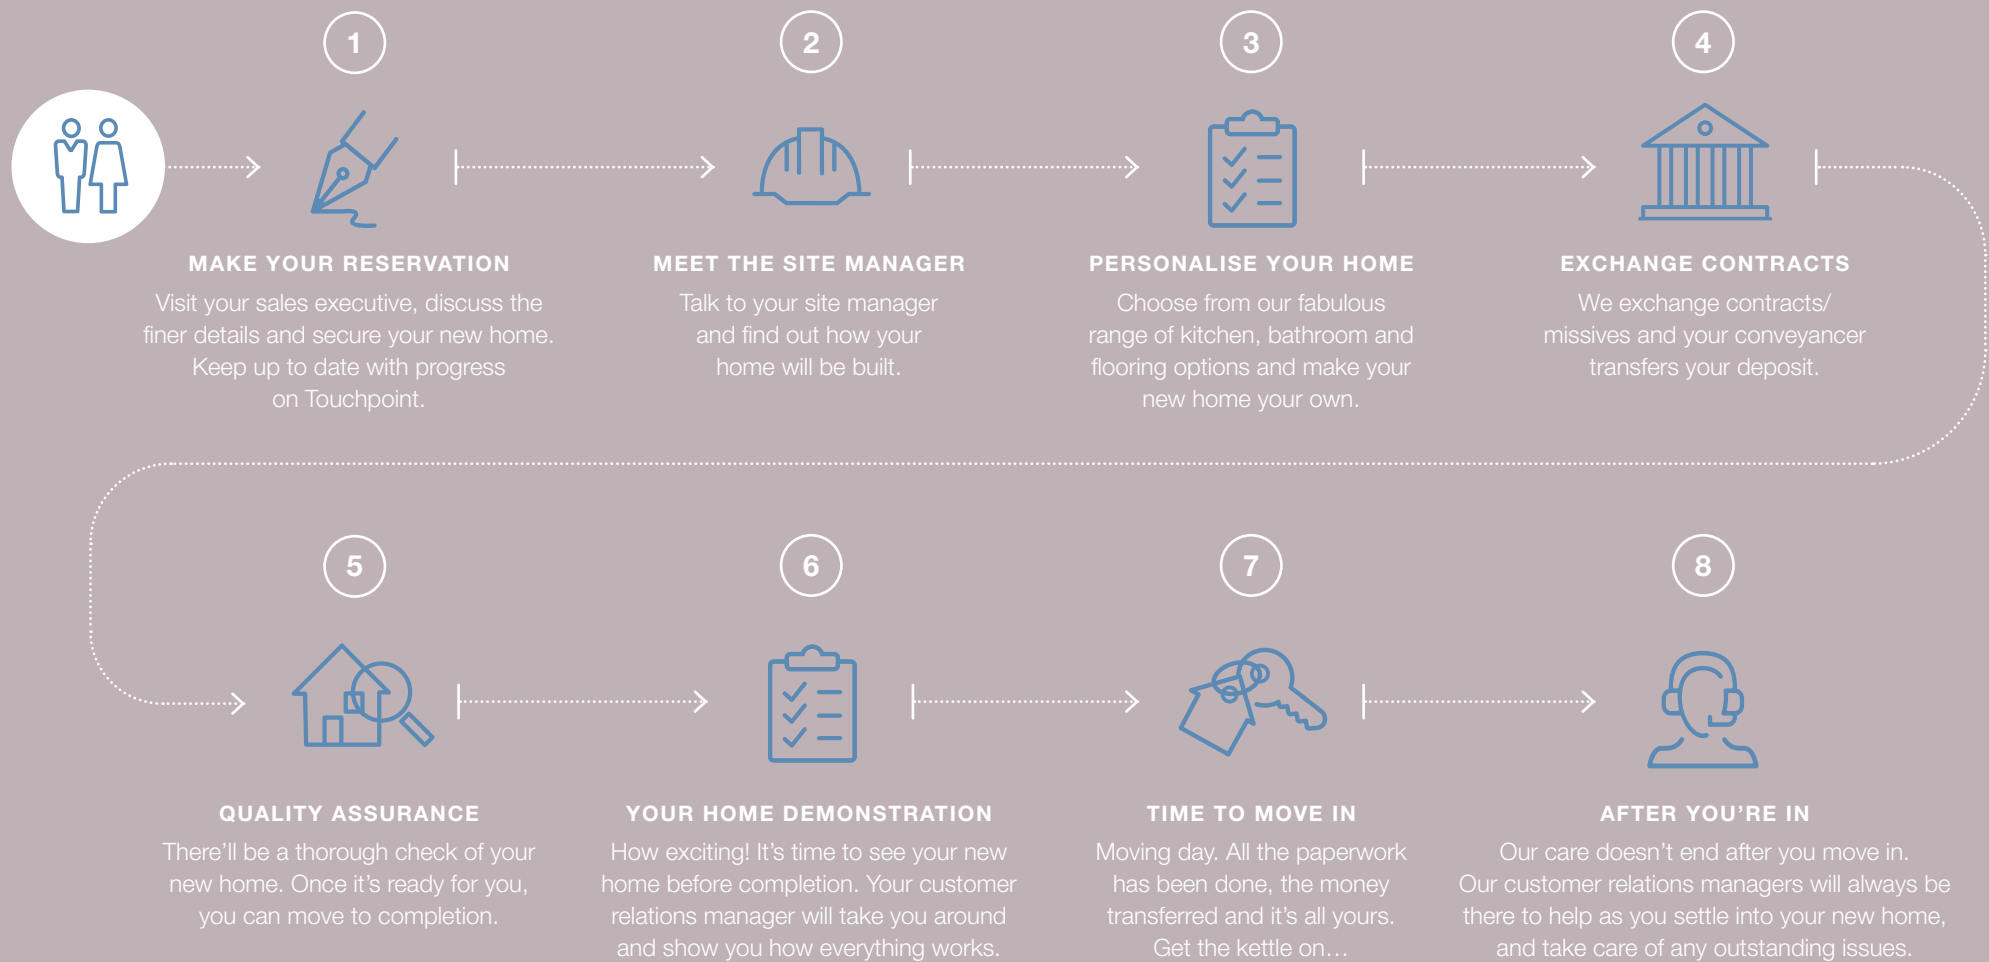 1
MAKE YOUR RESERVATION
Visit your sales executive, discuss the
finer details and secure your new home.
Keep up to date with progress
on Touchpoint.
2
MEET THE SITE MANAGER
Talk to your site manager
and find out how your
home will be built.
3
PERSONALISE YOUR HOME
Choose from our fabulous
range of kitchen, bathroom and
flooring options and make your
new home your own.
4
EXCHANGE CONTRACTS
We exchange contracts/
missives and your conveyancer
transfers your deposit.
5
QUALITY ASSURANCE
There’ll be a thorough check of your
new home. Once it’s ready for you,
you can move to completion.
6
YOUR HOME DEMONSTRATION
How exciting! It’s time to see your new
home before completion. Your customer
relations manager will take you around
and show you how everything works.
7
TIME TO MOVE IN
Moving day. All the paperwork
has been done, the money
transferred and it’s all yours.
Get the kettle on…
8
AFTER YOU’RE IN
Our care doesn’t end after you move in.
Our customer relations managers will always be
there to help as you settle into your new home,
and take care of any outstanding issues.